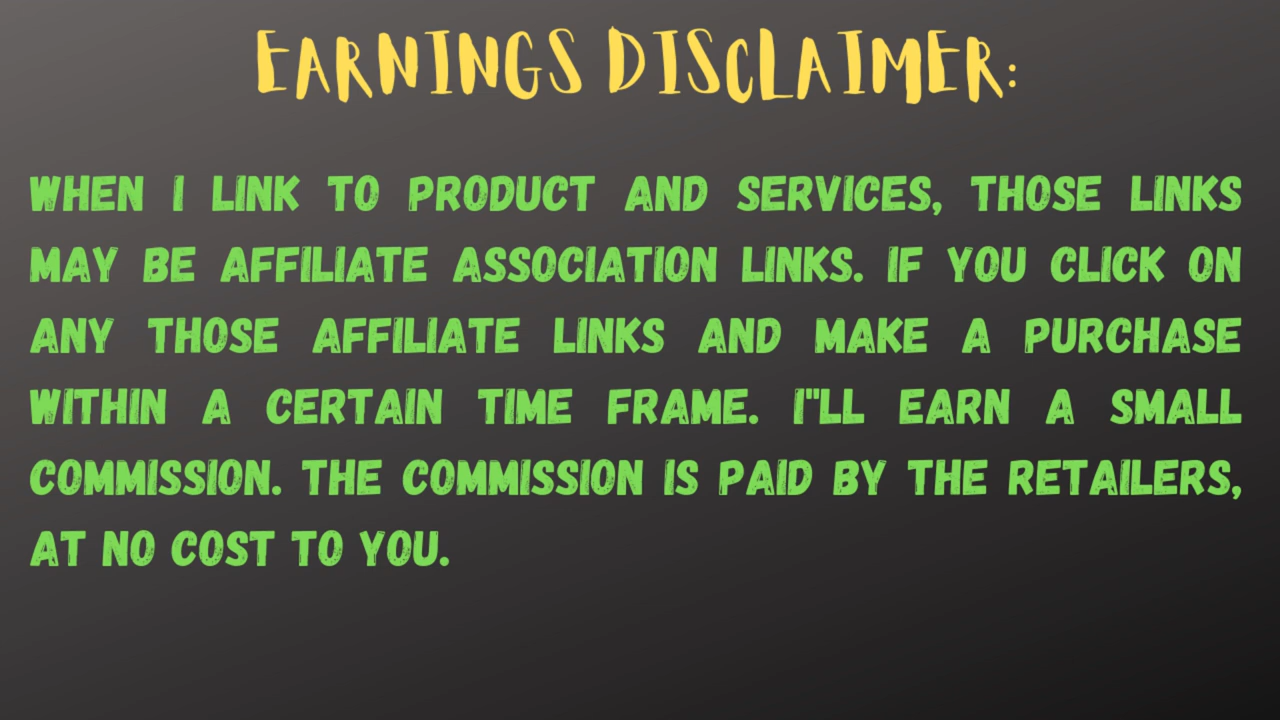 EARNINGS DISCLAIMER:
WHEN I LINK TO PRODUCT AND SERVICES, THOSE LINKS
MAY BE AFFILIATE ASSOCIATION LINKS. IF YOU CLICK ON
ANY THOSE AFFILIATE LINKS AND MAKE A PURCHASE
WITHIN A CERTAIN TIME FRAME. I"LL EARN A SMALL
COMMISSION. THE COMMISSION IS PAID BY THE RETAILERS,
AT NO COST TO YOU.